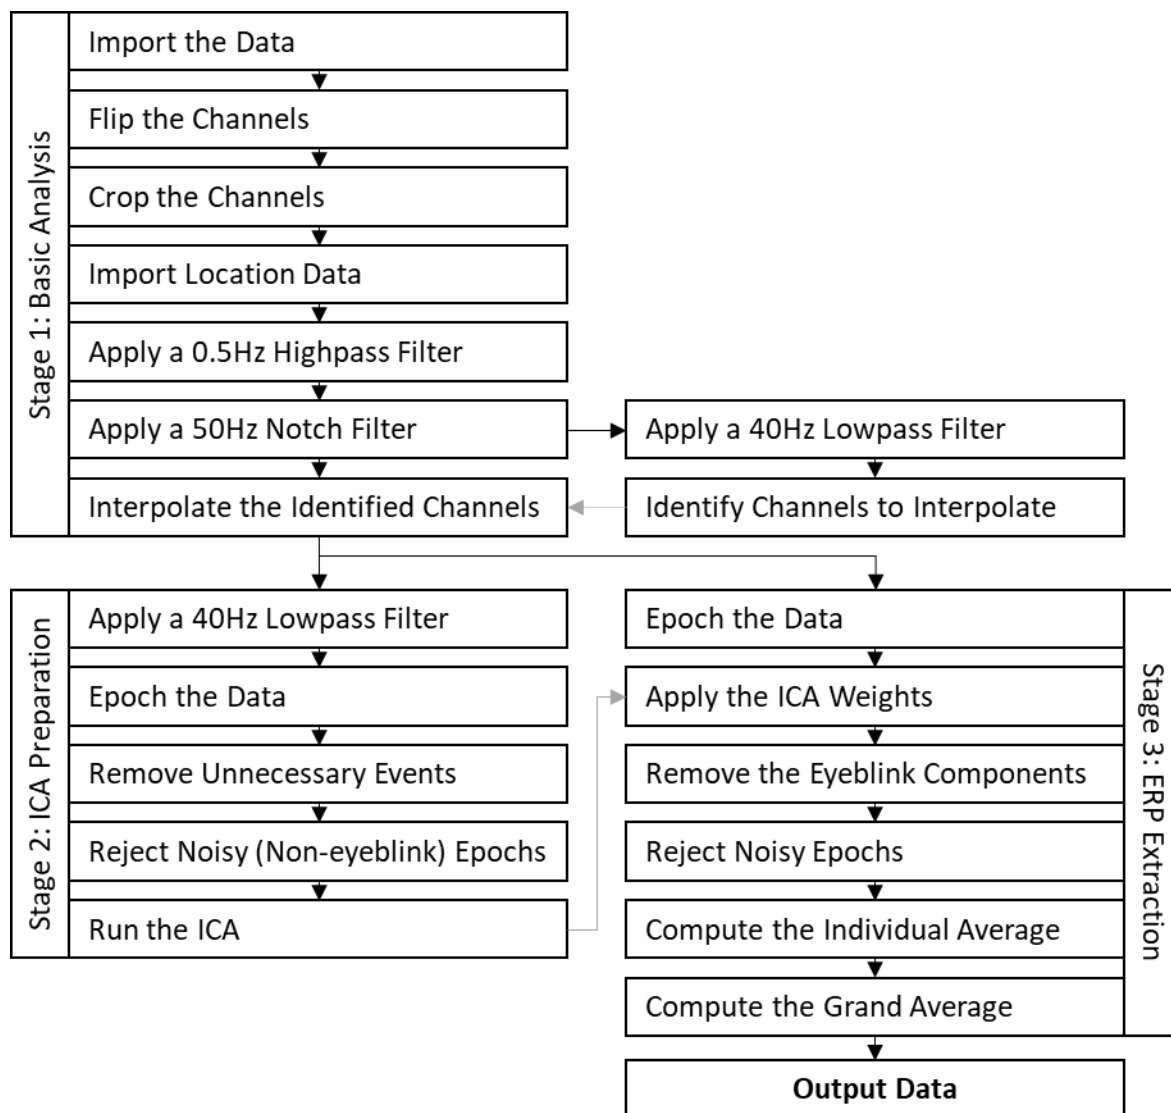 Stage 1: Basic Analysis
Import the Data
Flip the Channels
Crop the Channels
Import Location Data
Apply a 0.5Hz Highpass Filter
Apply a 50Hz Notch Filter
Interpolate the Identified Channels
Apply a 40Hz Lowpass Filter
Identify Channels to Interpolate
Stage 2: ICA Preparation
Apply a 40Hz Lowpass Filter
Epoch the Data
Remove Unnecessary Events
Reject Noisy (Non-eyeblink) Epochs
Run the ICA
Stage 3: ERP Extraction
Epoch the Data
Apply the ICA Weights
Remove the Eyeblink Components
Reject Noisy Epochs
Compute the Individual Average
Compute the Grand Average
Output Data